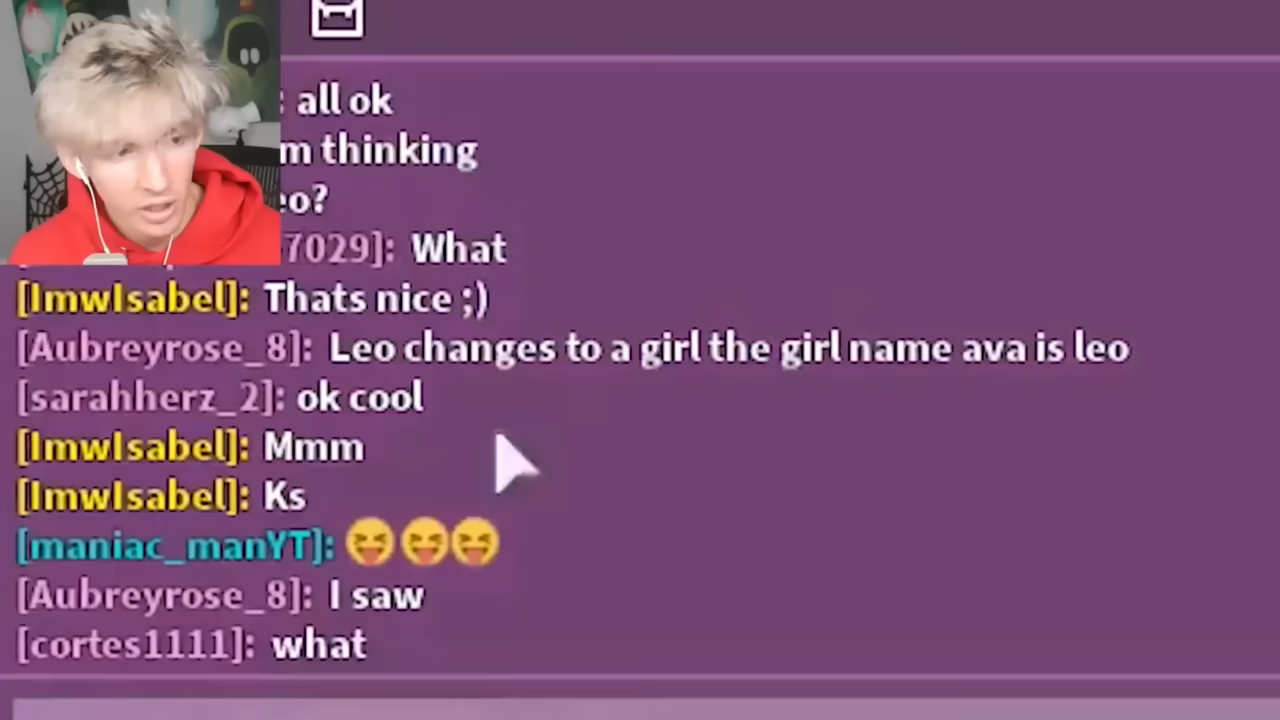 : all ok
m thinking
eo?
7029]: What
[ImwIsabel]: Thats nice ;)
[Aubreyrose_8]: Leo changes to a girl the girl name ava is leo
[sarahherz_2]: ok cool
[ImwIsabel]: Mmm
[ImwIsabel]: Ks
[maniac_manYT]: 😝😝😝
[Aubreyrose_8]: I saw
[cortes1111]: what